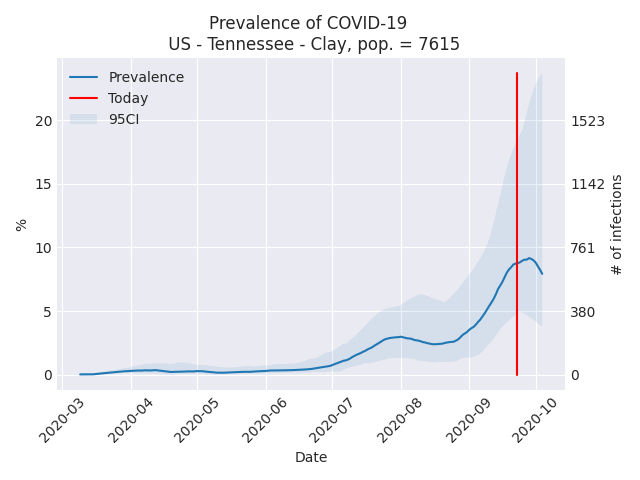 Prevalence of COVID-19
US - Tennessee - Clay, pop. = 7615
Prevalence
Today
95CI
20
15
10
5
0
%
1523
1142
761
380
0
# of infections
2020-03
2020-04
2020-05
2020-06
2020-07
2020-08
2020-09
2020-10
Date